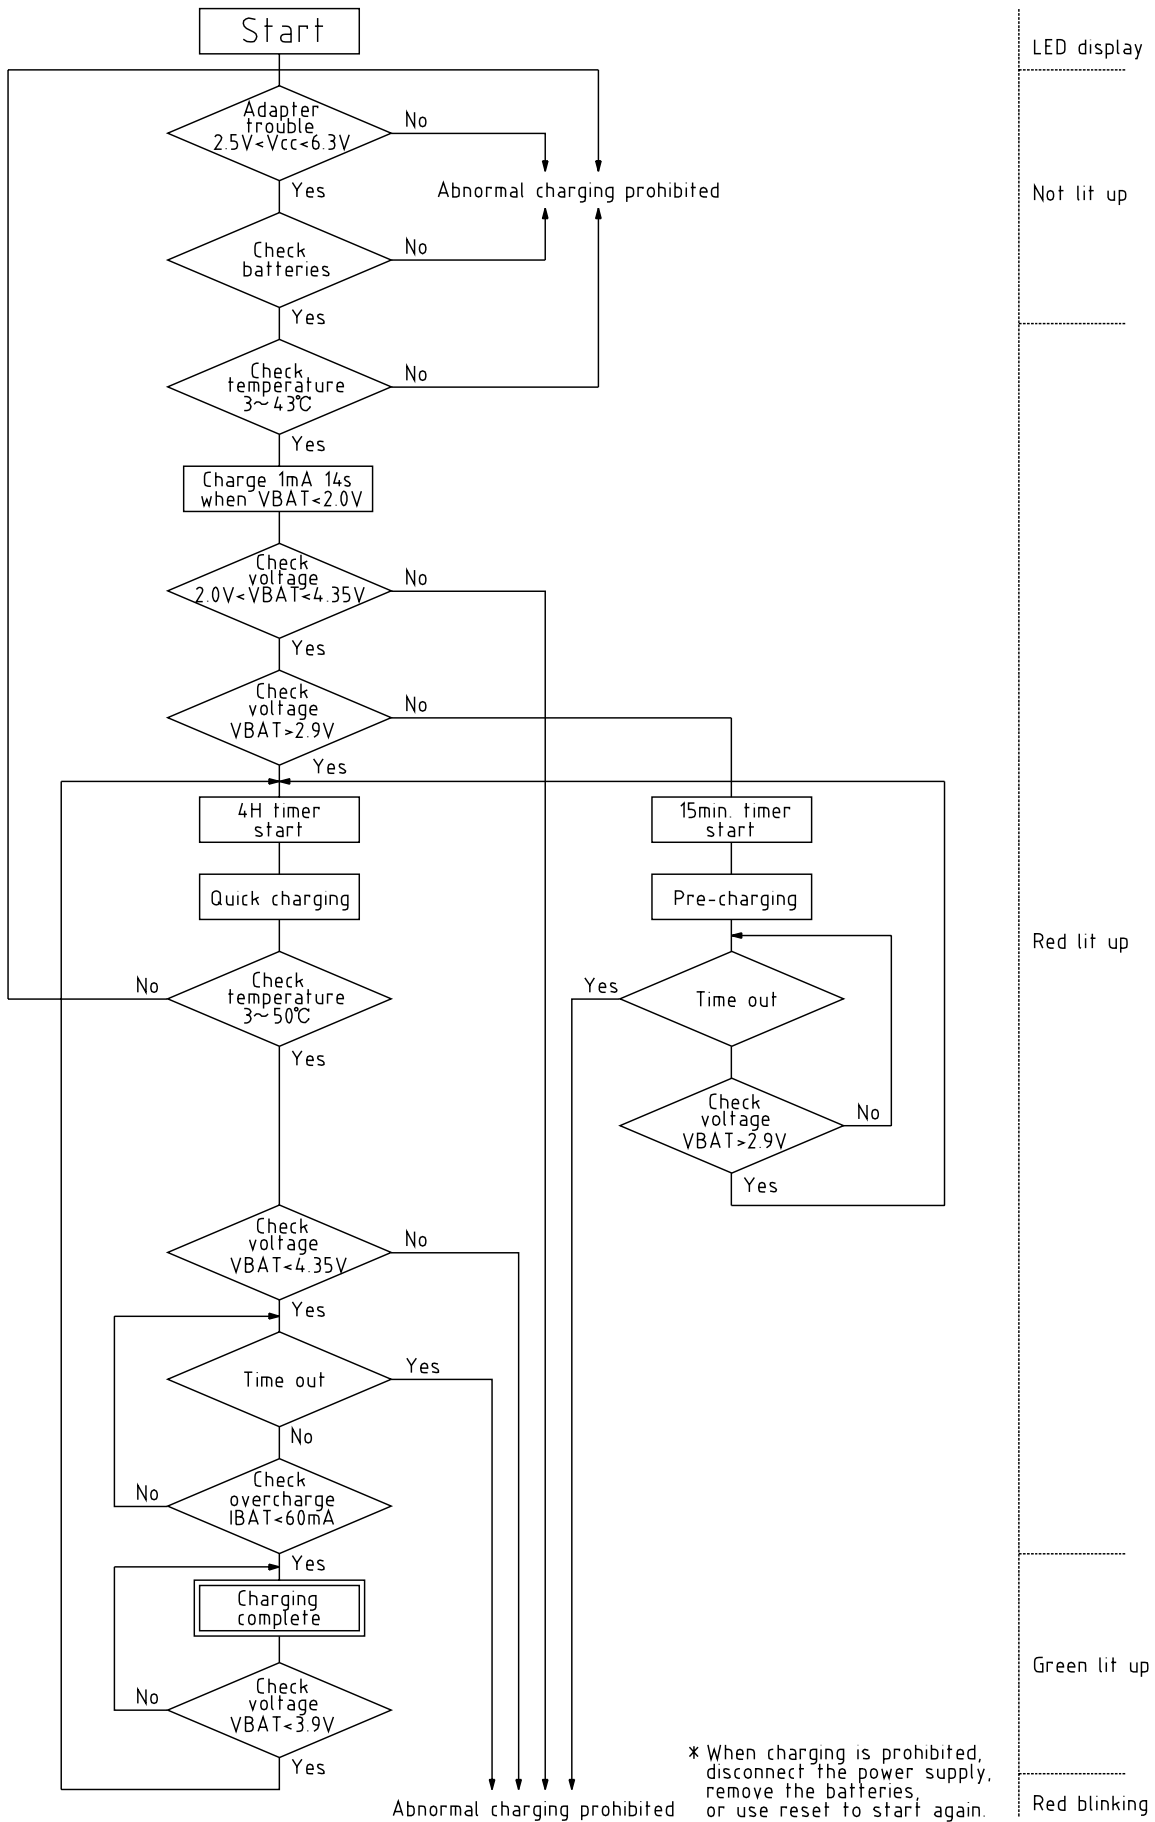 Start
LED display
Adapter
trouble
2.5V<Vcc<6.3V
No
Yes
Abnormal charging prohibited
Not lit up
Check
batteries
No
Yes
Check
temperature
3~43℃
No
Yes
Charge 1mA 14s
when VBAT<2.0V
Check
voltage
2.0V<VBAT<4.35V
No
Yes
Check
voltage
VBAT>2.9V
No
Yes
4H timer
start
15min. timer
start
Quick charging
Pre-charging
Red lit up
Check
temperature
3~50℃
No
Yes
Time out
Yes
Check
voltage
VBAT>2.9V
No
Yes
Check
voltage
VBAT<4.35V
No
Yes
Time out
Yes
No
Check
overcharge
IBAT<60mA
No
Yes
Charging
complete
Green lit up
Check
voltage
VBAT<3.9V
No
Yes
* When charging is prohibited,
disconnect the power supply,
remove the batteries,
or use reset to start again.
Abnormal charging prohibited
Red blinking